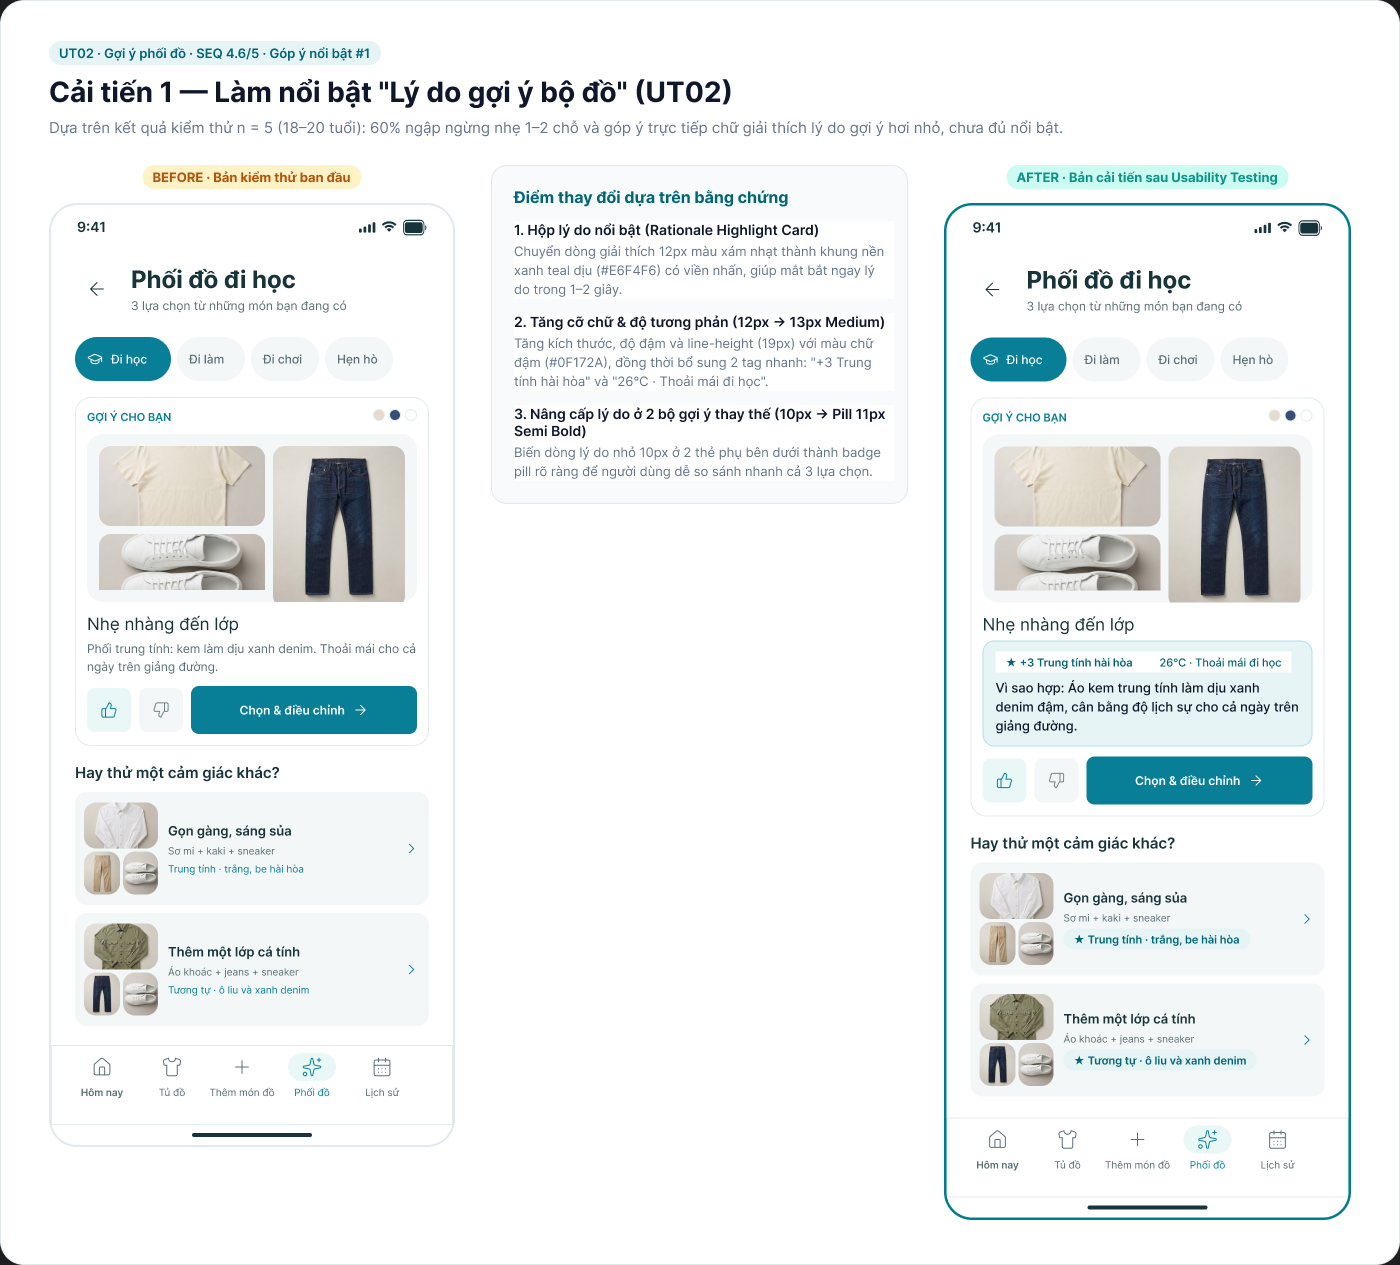 UT02 · Gợi ý phối đồ · SEQ 4.6/5 · Góp ý nổi bật #1
Cải tiến 1 — Làm nổi bật "Lý do gợi ý bộ đồ" (UT02)
Dựa trên kết quả kiểm thử n = 5 (18–20 tuổi): 60% ngập ngừng nhẹ 1–2 chỗ và góp ý trực tiếp chữ giải thích lý do gợi ý hơi nhỏ, chưa đủ nổi bật.
BEFORE · Bản kiểm thử ban đầu
9:41
Phối đồ đi học
3 lựa chọn từ những món bạn đang có
Đi học
Đi làm
Đi chơi
Hẹn hò
GỢI Ý CHO BẠN
Nhẹ nhàng đến lớp
Phối trung tính: kem làm dịu xanh denim. Thoải mái cho cả
ngày trên giảng đường.
Chọn & điều chỉnh →
Hay thử một cảm giác khác?
Gọn gàng, sáng sủa
Sơ mi + kaki + sneaker
Trung tính · trắng, be hài hòa
Thêm một lớp cá tính
Áo khoác + jeans + sneaker
Tương tự · ô liu và xanh denim
Hôm nay
Tủ đồ
Thêm món đồ
Phối đồ
Lịch sử
Điểm thay đổi dựa trên bằng chứng
1. Hộp lý do nổi bật (Rationale Highlight Card)
Chuyển dòng giải thích 12px màu xám nhạt thành khung nền
xanh teal dịu (#E6F4F6) có viền nhấn, giúp mắt bắt ngay lý
do trong 1–2 giây.
2. Tăng cỡ chữ & độ tương phản (12px → 13px Medium)
Tăng kích thước, độ đậm và line-height (19px) với màu chữ
đậm (#0F172A), đồng thời bổ sung 2 tag nhanh: "+3 Trung
tính hài hòa" và "26°C · Thoải mái đi học".
3. Nâng cấp lý do ở 2 bộ gợi ý thay thế (10px → Pill 11px
Semi Bold)
Biến dòng lý do nhỏ 10px ở 2 thẻ phụ bên dưới thành badge
pill rõ ràng để người dùng dễ so sánh nhanh cả 3 lựa chọn.
AFTER · Bản cải tiến sau Usability Testing
9:41
Phối đồ đi học
3 lựa chọn từ những món bạn đang có
Đi học
Đi làm
Đi chơi
Hẹn hò
GỢI Ý CHO BẠN
Nhẹ nhàng đến lớp
★ +3 Trung tính hài hòa
26°C · Thoải mái đi học
Vì sao hợp: Áo kem trung tính làm dịu xanh
denim đậm, cân bằng độ lịch sự cho cả ngày trên
giảng đường.
Chọn & điều chỉnh →
Hay thử một cảm giác khác?
Gọn gàng, sáng sủa
Sơ mi + kaki + sneaker
★ Trung tính · trắng, be hài hòa
Thêm một lớp cá tính
Áo khoác + jeans + sneaker
★ Tương tự · ô liu và xanh denim
Hôm nay
Tủ đồ
Thêm món đồ
Phối đồ
Lịch sử